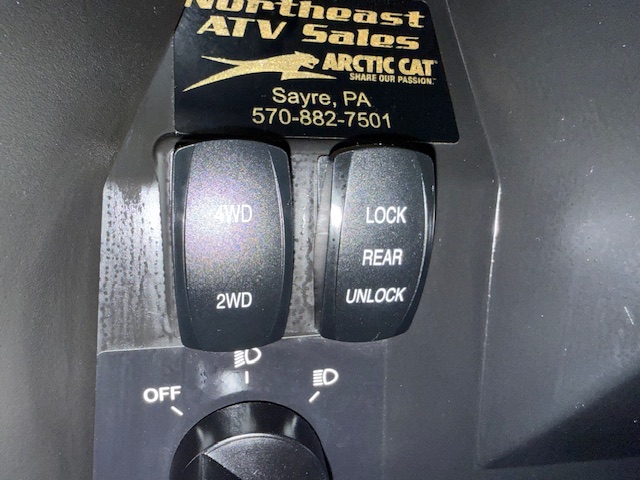 Northeast
ATV Sales
ARCTIC CAT
SHARE OUR PASSION.
Sayre, PA
570-882-7501
4WD
2WD
LOCK
REAR
UNLOCK
OFF